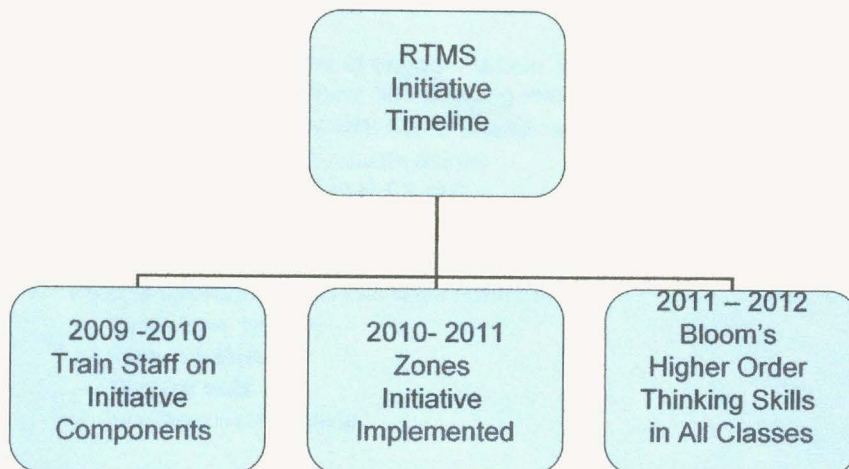 RTMS
Initiative
Timeline
2009 -2010
Train Staff on
Initiative
Components
2010- 2011
Zones
Initiative
Implemented
2011 – 2012
Bloom's
Higher Order
Thinking Skills
in All Classes